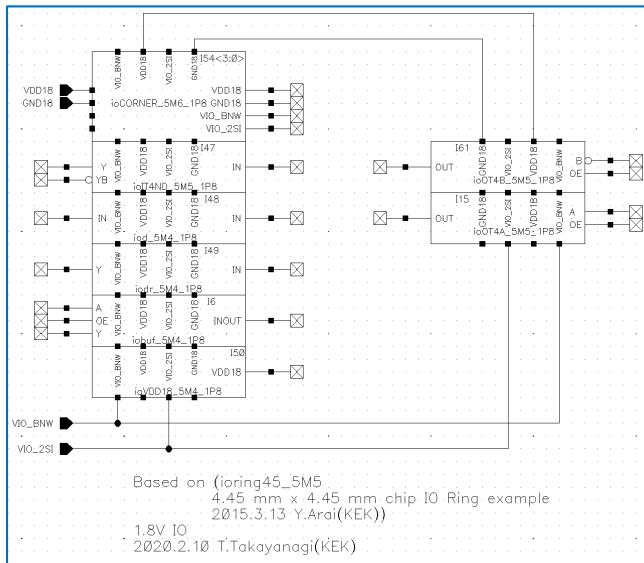 I54<3:0>
VIO_BNW VDD18 VIO_2SI GND18
VDD18 VDD18
GND18 ioCORNER_5M6_1P8 GND18
VIO_BNW
VIO_2SI
I47
VIO_BNW VDD18 VIO_2SI GND18
Y IN
YB
ioIT4ND_5M5_1P8
I48
VIO_BNW VDD18 VIO_2SI GND18
IN IN
iod_5M4_1P8
I49
VIO_BNW VDD18 VIO_2SI GND18
Y IN
iodr_5M4_1P8
I6
VIO_BNW VDD18 VIO_2SI GND18
A
OE INOUT
Y
iobuf_5M4_1P8
I50
VIO_BNW VDD18 VIO_2SI GND18
VDD18
ioVDD18_5M4_1P8
I61
GND18 VIO_2SI VDD18 VIO_BNW
OUT B
OE
ioOT4B_5M5_1P8
I15
GND18 VIO_2SI VDD18 VIO_BNW
OUT A
OE
ioOT4A_5M5_1P8
VIO_BNW
VIO_2SI
Based on (ioring45_5M5
4.45 mm x 4.45 mm chip IO Ring example
2015.3.13 Y.Arai(KEK))
1.8V IO
2020.2.10 T.Takayanagi(KEK)